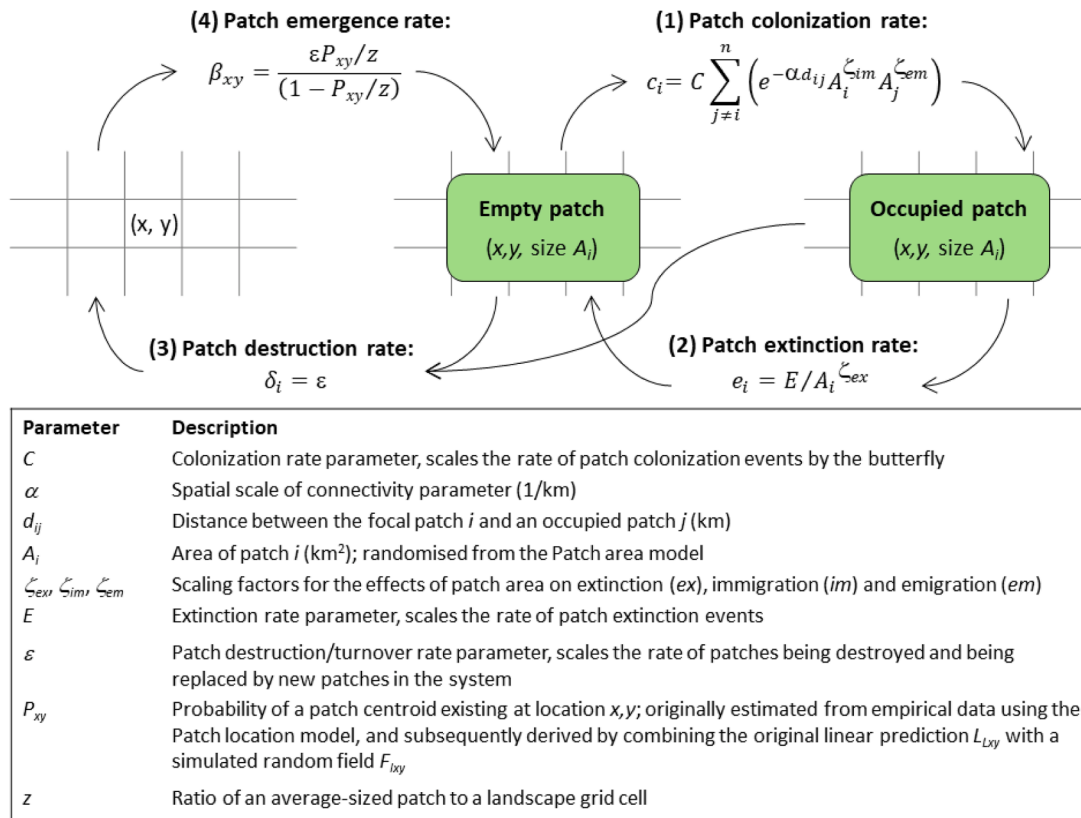 (4) Patch emergence rate:
β_xy = (εP_xy/z) / (1 − P_xy/z)
(1) Patch colonization rate:
c_i = C ∑_{j≠i}^{n} (e^{−αd_ij} A_i^{ζ_im} A_j^{ζ_em})
(x, y)
Empty patch
(x,y, size A_i)
Occupied patch
(x,y, size A_i)
(3) Patch destruction rate:
δ_i = ε
(2) Patch extinction rate:
e_i = E/A_i^{ζ_ex}
Parameter Description
C Colonization rate parameter, scales the rate of patch colonization events by the butterfly
α Spatial scale of connectivity parameter (1/km)
d_ij Distance between the focal patch i and an occupied patch j (km)
A_i Area of patch i (km²); randomised from the Patch area model
ζ_ex, ζ_im, ζ_em Scaling factors for the effects of patch area on extinction (ex), immigration (im) and emigration (em)
E Extinction rate parameter, scales the rate of patch extinction events
ε Patch destruction/turnover rate parameter, scales the rate of patches being destroyed and being
replaced by new patches in the system
P_xy Probability of a patch centroid existing at location x,y; originally estimated from empirical data using the
Patch location model, and subsequently derived by combining the original linear prediction L_Lxy with a
simulated random field F_lxy
z Ratio of an average-sized patch to a landscape grid cell